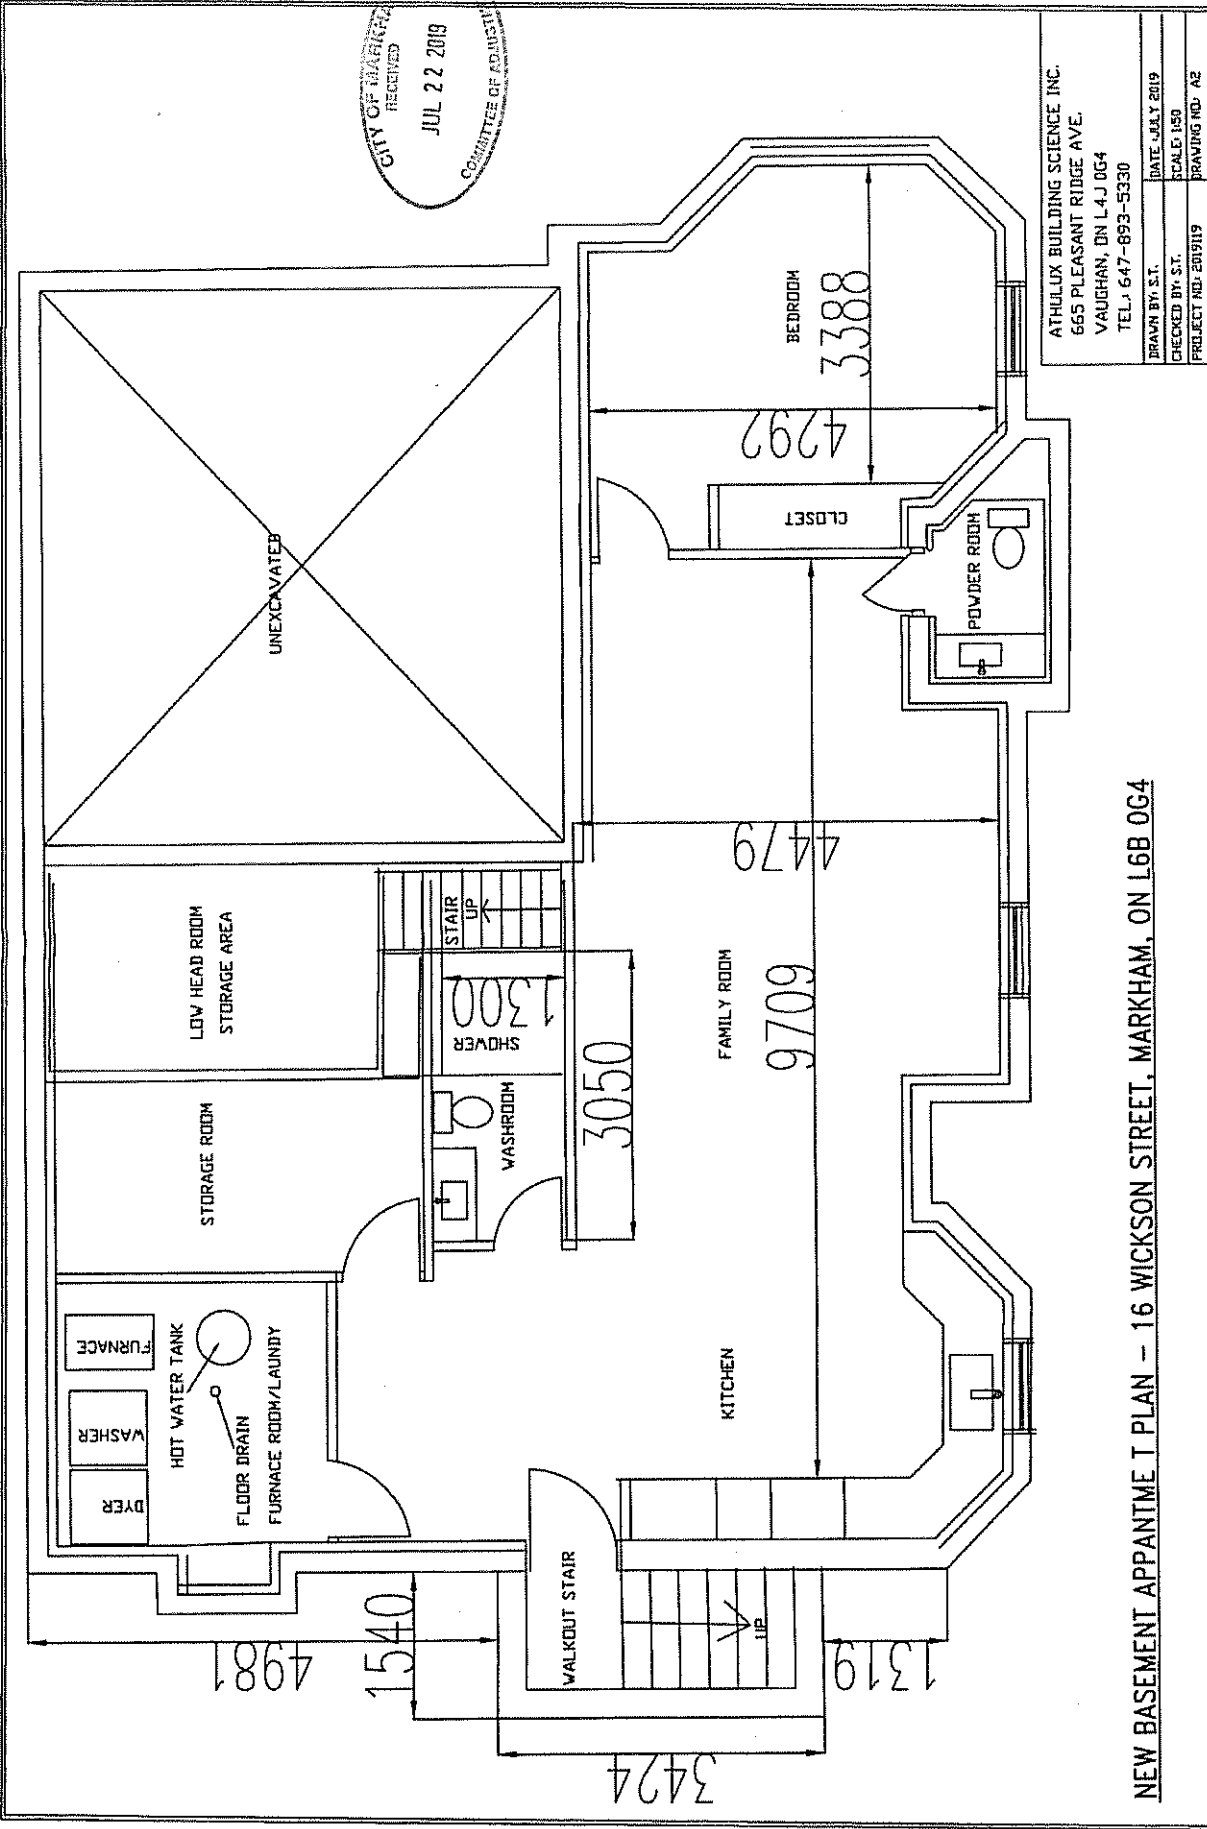 CITY OF MARKHA
RECEIVED
JUL 22 2019
COMMITTEE OF ADJUSTM
UNEXCAVATED
LOW HEAD ROOM
STORAGE AREA
STAIR
UP
STORAGE ROOM
FURNACE
WASHER
DYER
HOT WATER TANK
FLOOR DRAIN
FURNACE ROOM/LAUNDY
1300
SHOWER
WASHROOM
3050
BEDROOM
3388
4292
CLOSET
POWDER ROOM
4479
FAMILY ROOM
9709
KITCHEN
WALKOUT STAIR
UP
4981
1540
1319
3424
ATHULUX BUILDING SCIENCE INC.
665 PLEASANT RIDGE AVE.
VAUGHAN, ON L4J 0G4
TEL: 647-893-5330
DRAWN BY: S.T. DATE :JULY 2019
CHECKED BY: S.T. SCALE: 1:50
PROJECT NO: 2019119 DRAWING NO: A2
NEW BASEMENT APPANTME T PLAN - 16 WICKSON STREET, MARKHAM, ON L6B 0G4